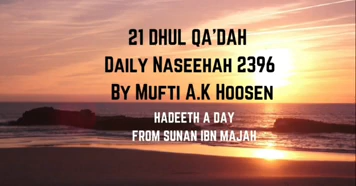 21 DHUL QA'DAH
DAILY NASEEHAH 2396
BY MUFTI A.K HOOSEN
HADEETH A DAY
FROM SUNAN IBN MAJAH